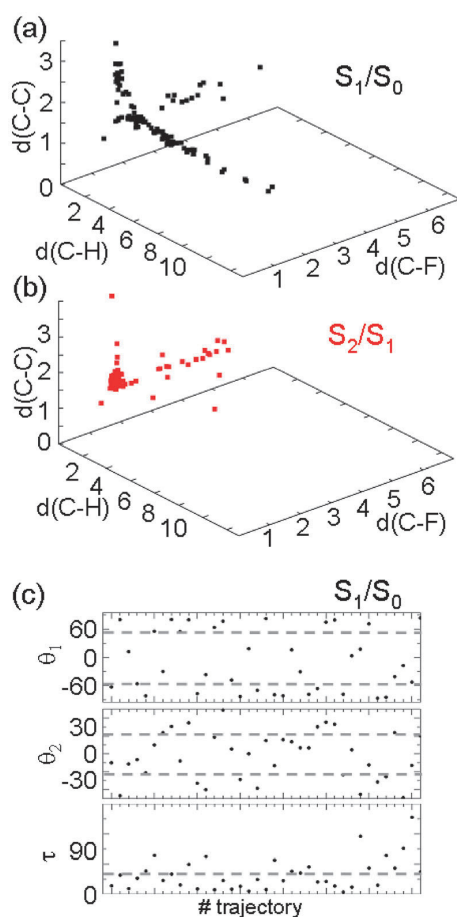 (a)
S₁/S₀
3
2
1
0
d(C-C)
2
4
6
8
10
d(C-H)
1
2
3
4
5
6
d(C-F)
(b)
S₂/S₁
3
2
1
0
d(C-C)
2
4
6
8
10
d(C-H)
1
2
3
4
5
6
d(C-F)
(c)
S₁/S₀
60
0
-60
θ₁
30
0
-30
θ₂
90
0
τ
# trajectory